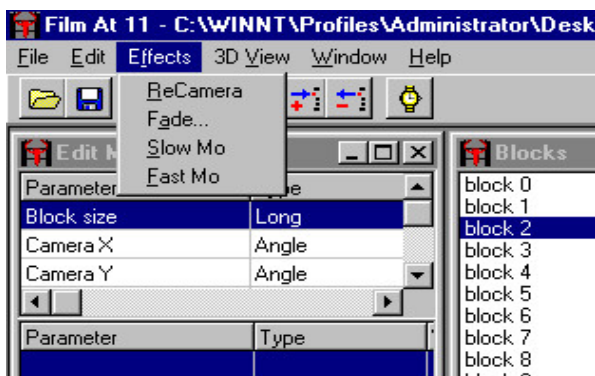 Film At 11 - C:\WINNT\Profiles\Admininistrator\Desk
File Edit Effects 3D View Window Help
ReCamera
Fade...
Slow Mo
Fast Mo
Edit
Parameter
Block size Long
Camera X Angle
Camera Y Angle
Parameter Type
Blocks
block 0
block 1
block 2
block 3
block 4
block 5
block 6
block 7
block 8